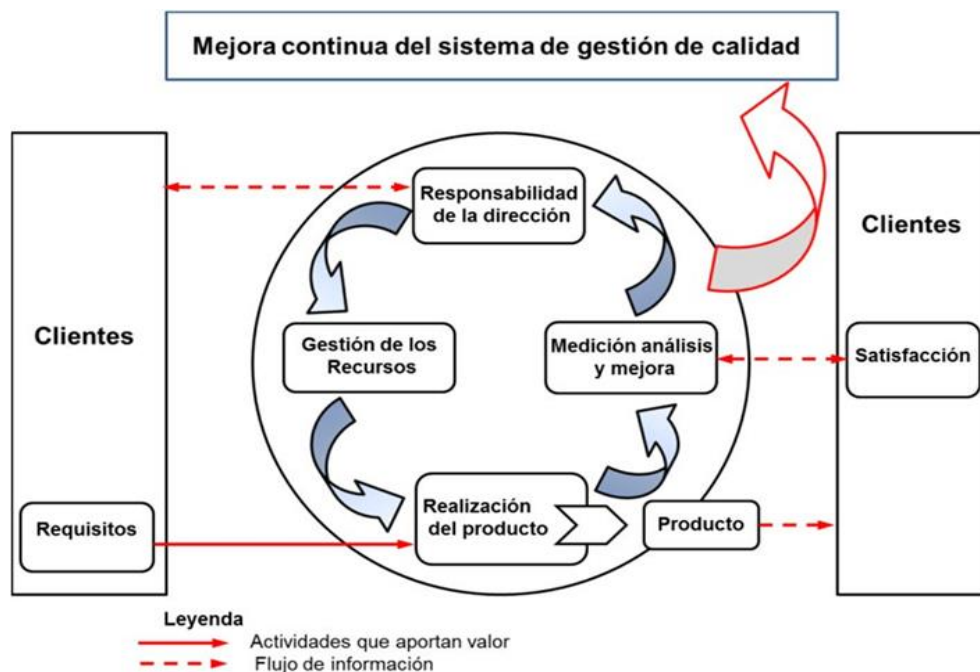 Mejora continua del sistema de gestión de calidad
Clientes
Requisitos
Responsabilidad
de la dirección
Gestión de los
Recursos
Medición análisis
y mejora
Realización
del producto
Producto
Clientes
Satisfacción
Leyenda
Actividades que aportan valor
Flujo de información